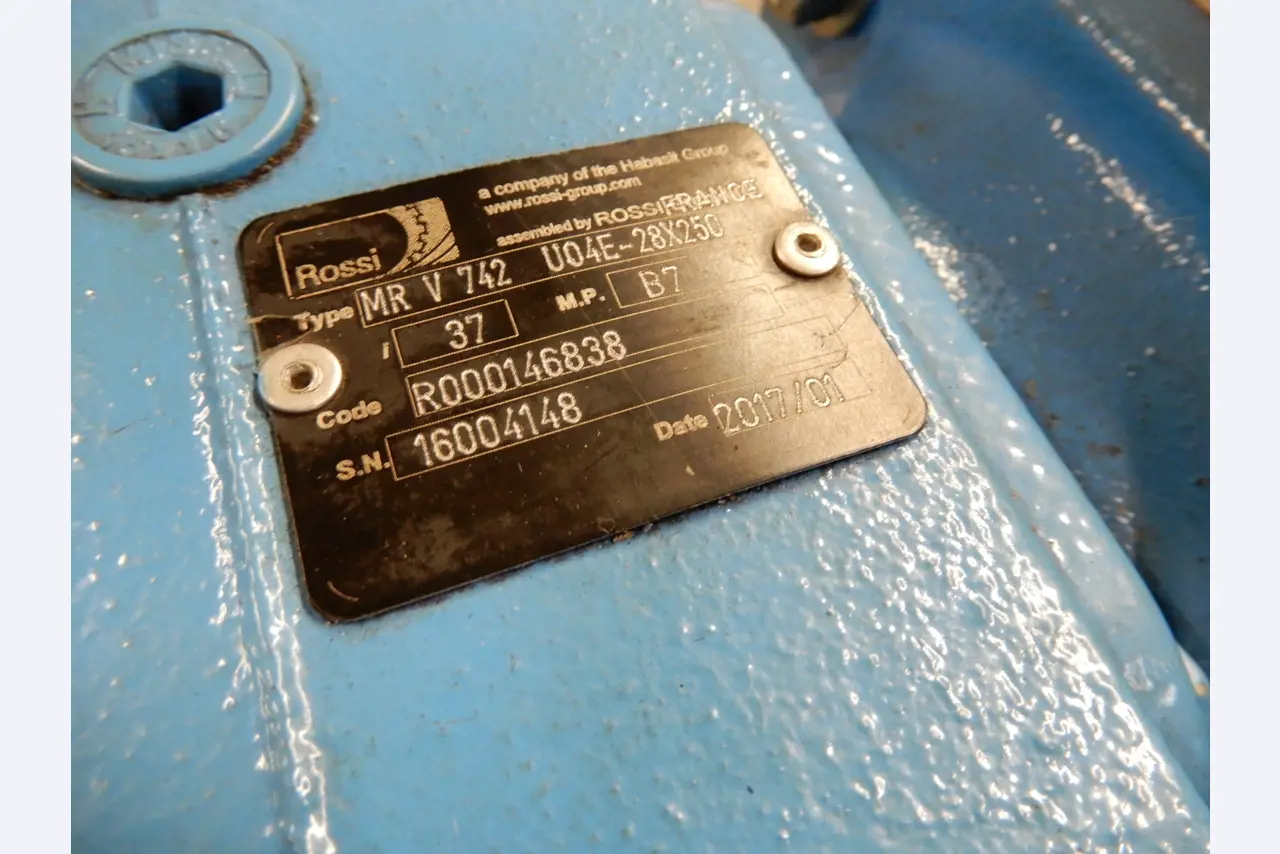 Rossi
a company of the Habasit Group
www.rossi-group.com
assembled by ROSSI FRANCE
Type MR V 742 U04E-28X250
i 37 M.P. B7
Code R000146838
S.N. 16004148 Date 2017/01